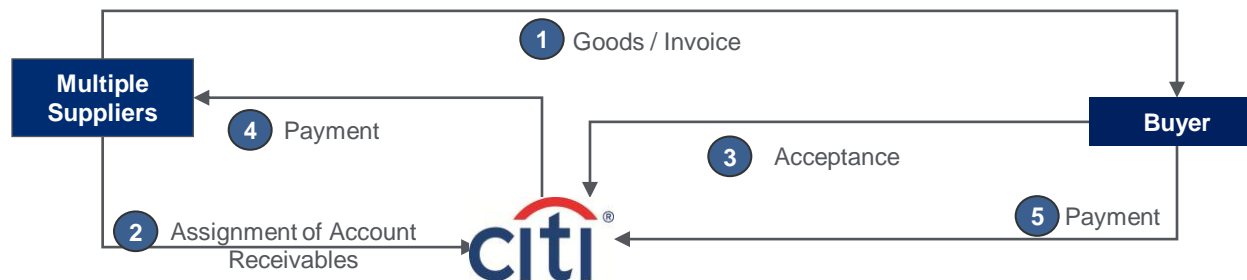 1 Goods / Invoice
Multiple
Suppliers
Buyer
4 Payment
3 Acceptance
2 Assignment of Account
Receivables
citi®
5 Payment